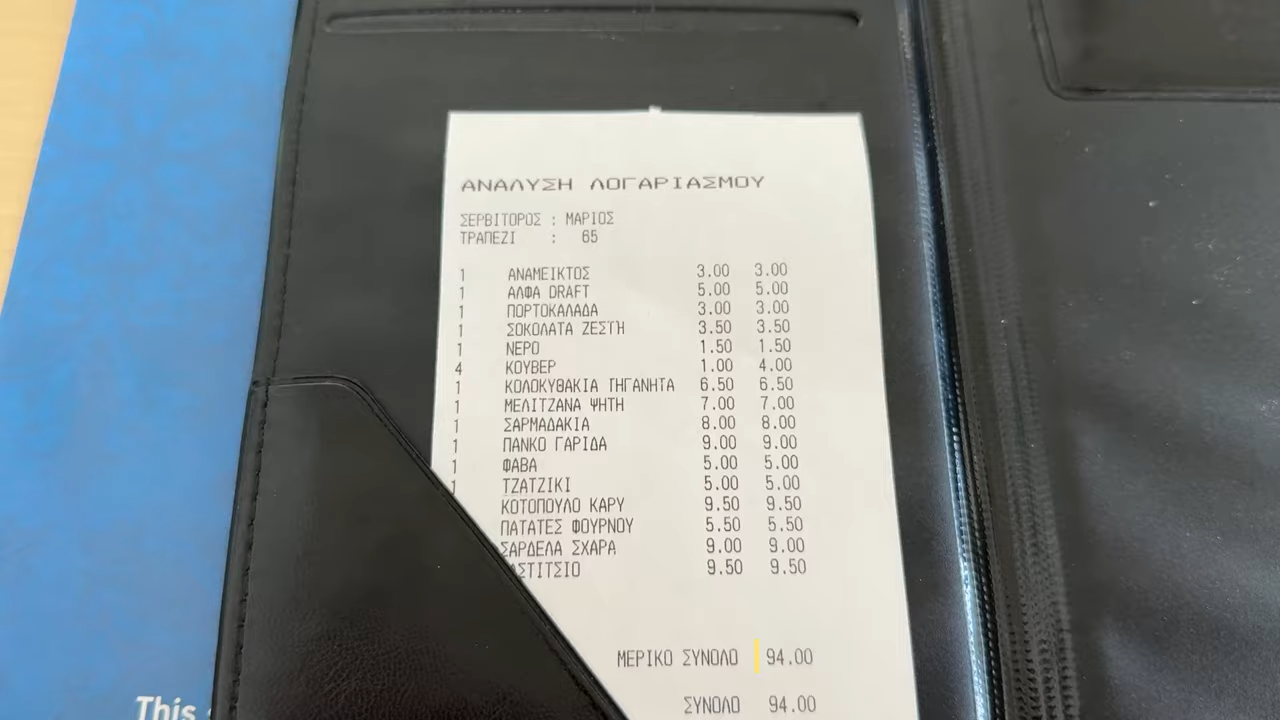 ΑΝΑΛΥΣΗ ΛΟΓΑΡΙΑΣΜΟΥ
ΣΕΡΒΙΤΟΡΟΣ : ΜΑΡΙΟΣ
ΤΡΑΠΕΖΙ : 65
1 ΑΝΑΜΕΙΚΤΟΣ 3.00 3.00
1 ΑΛΦΑ DRAFT 5.00 5.00
1 ΠΟΡΤΟΚΑΛΑΔΑ 3.00 3.00
1 ΣΟΚΟΛΑΤΑ ΖΕΣΤΉ 3.50 3.50
1 ΝΕΡΟ 1.50 1.50
4 ΚΟΥΒΕΡ 1.00 4.00
1 ΚΟΛΟΚΥΘΑΚΙΑ ΤΗΓΑΝΗΤΑ 6.50 6.50
1 ΜΕΛΙΤΖΑΝΑ ΨΗΤΗ 7.00 7.00
1 ΣΑΡΜΑΔΑΚΙΑ 8.00 8.00
1 ΠΑΝΚΟ ΓΑΡΙΔΑ 9.00 9.00
1 ΦΑΒΑ 5.00 5.00
1 ΤΖΑΤΖΙΚΙ 5.00 5.00
ΚΟΤΟΠΟΥΛΟ ΚΑΡΥ 9.50 9.50
ΠΑΤΑΤΕΣ ΦΟΥΡΝΟΥ 5.50 5.50
ΣΑΡΔΕΛΑ ΣΧΑΡΑ 9.00 9.00
ΑΣΤΙΤΣΙΟ 9.50 9.50
ΜΕΡΙΚΟ ΣΥΝΟΛΟ 94.00
ΣΥΝΟΛΟ 94.00
This